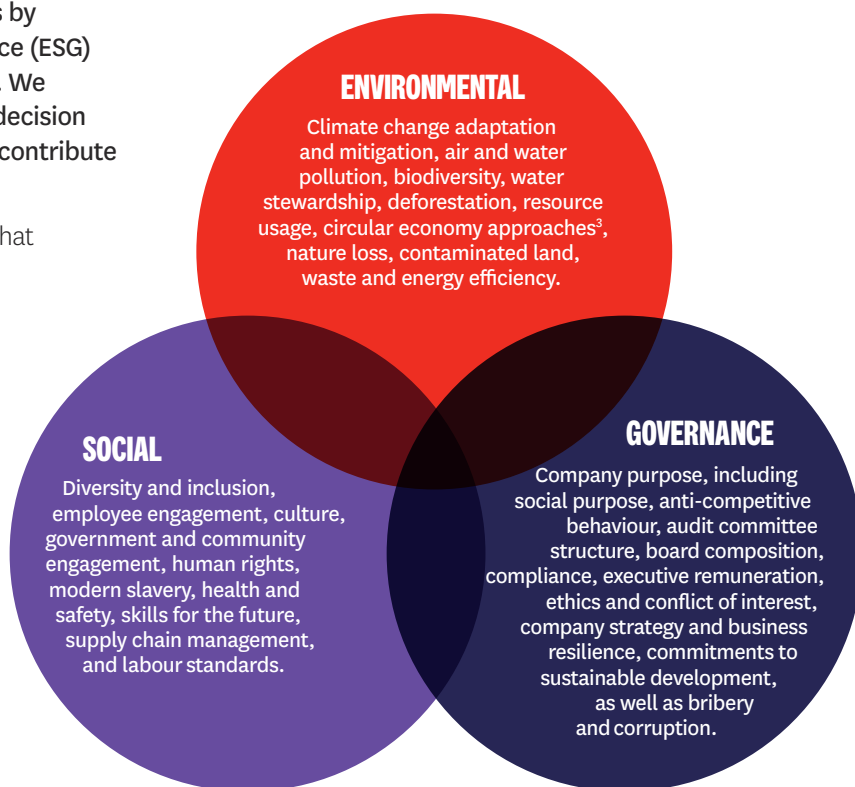 s by
ce (ESG)
. We
decision
contribute
hat
ENVIRONMENTAL
Climate change adaptation
and mitigation, air and water
pollution, biodiversity, water
stewardship, deforestation, resource
usage, circular economy approaches³,
nature loss, contaminated land,
waste and energy efficiency.
SOCIAL
Diversity and inclusion,
employee engagement, culture,
government and community
engagement, human rights,
modern slavery, health and
safety, skills for the future,
supply chain management,
and labour standards.
GOVERNANCE
Company purpose, including
social purpose, anti-competitive
behaviour, audit committee
structure, board composition,
compliance, executive remuneration,
ethics and conflict of interest,
company strategy and business
resilience, commitments to
sustainable development,
as well as bribery
and corruption.